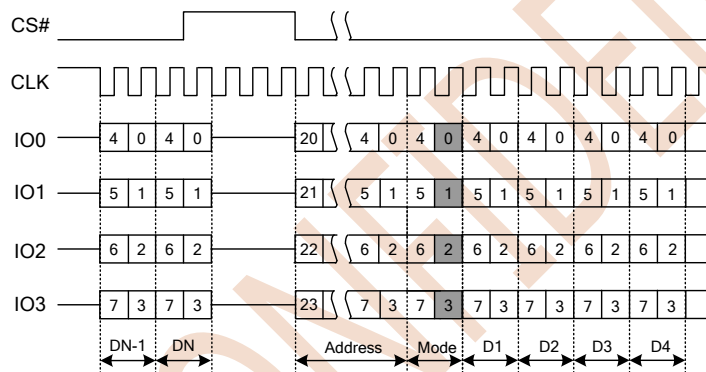 CS#
CLK
IO0 4 0 4 0 20 4 0 4 0 4 0 4 0 4 0 4 0
IO1 5 1 5 1 21 5 1 5 1 5 1 5 1 5 1 5 1
IO2 6 2 6 2 22 6 2 6 2 6 2 6 2 6 2 6 2
IO3 7 3 7 3 23 7 3 7 3 7 3 7 3 7 3 7 3
DN-1 DN Address Mode D1 D2 D3 D4